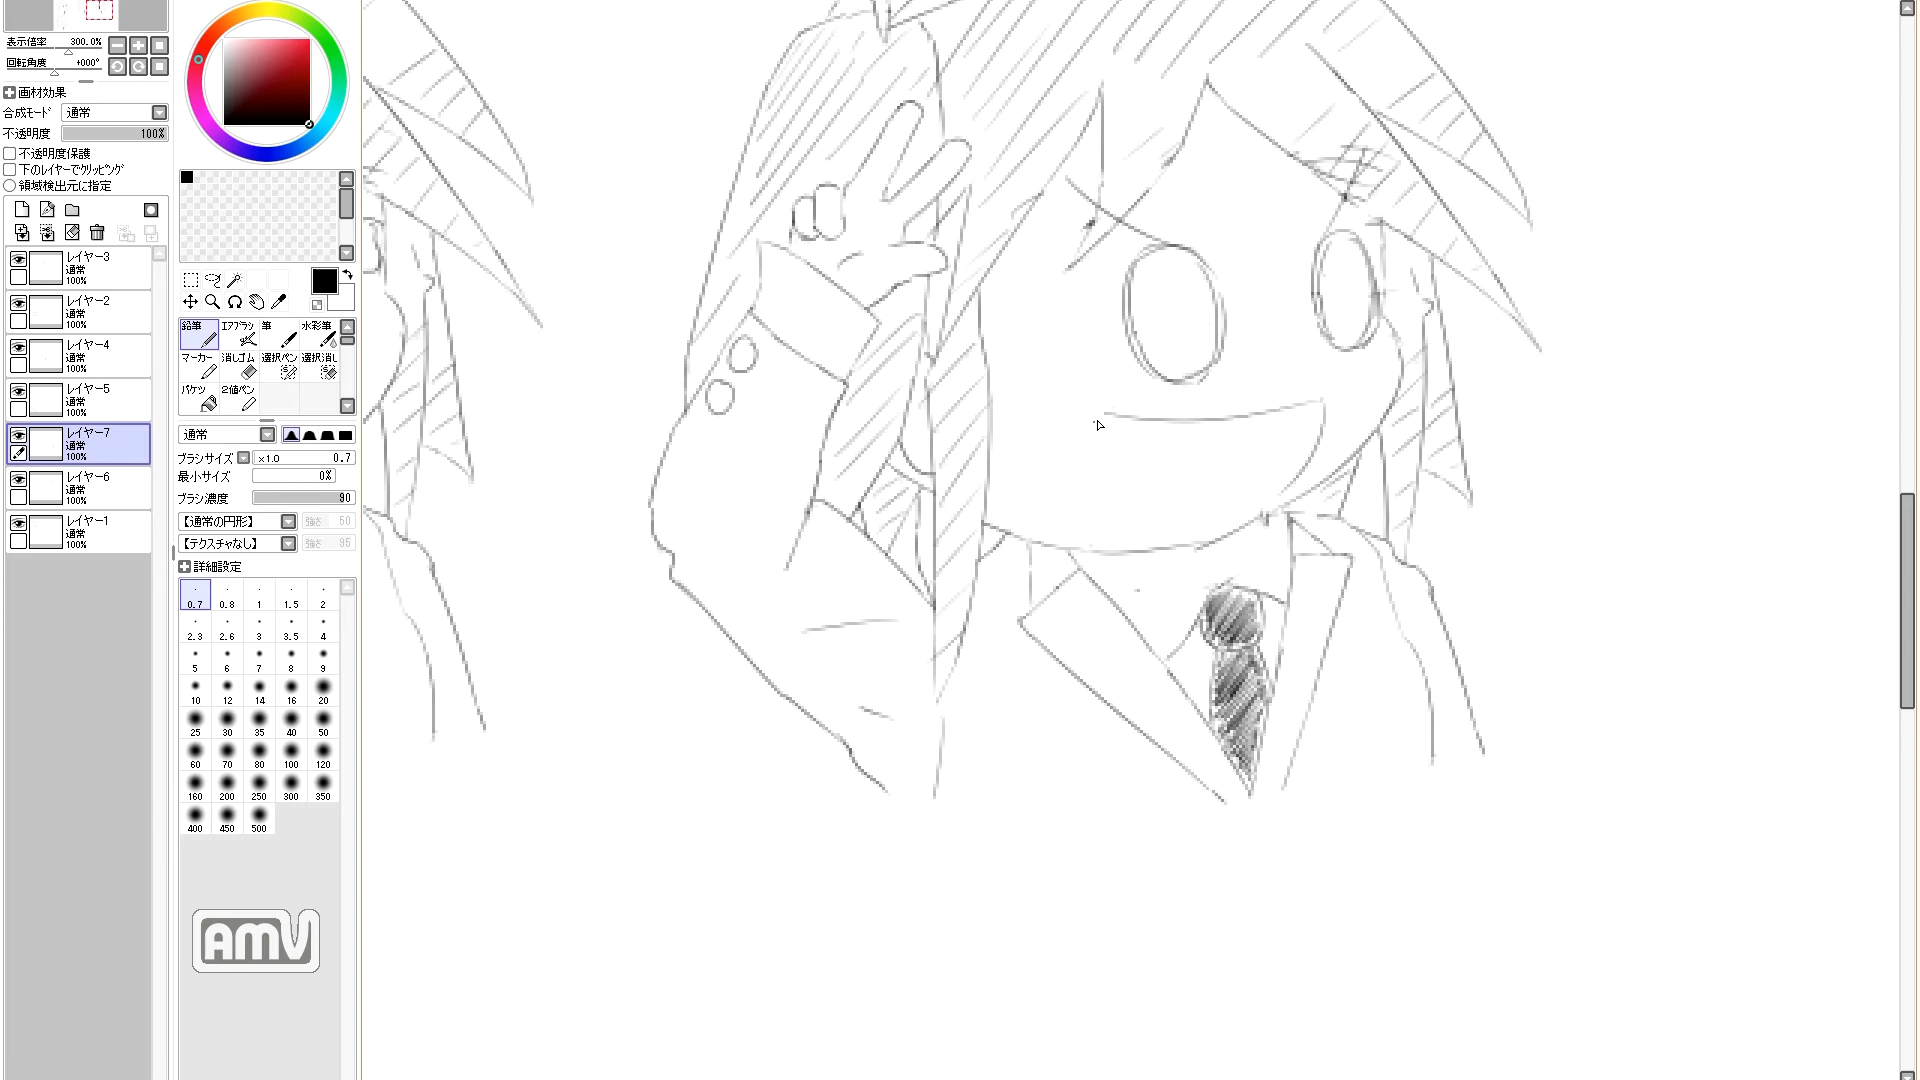 表示倍率 300.0%
回転角度 +000°
画材効果
合成モード 通常
不透明度 100%
不透明度保護
下のレイヤーでクリッピング
領域検出元に指定
レイヤー3
通常
100%
レイヤー2
通常
100%
レイヤー4
通常
100%
レイヤー5
通常
100%
レイヤー7
通常
100%
レイヤー6
通常
100%
レイヤー1
通常
100%
鉛筆 エアブラシ 筆 水彩筆
マーカー 消しゴム 選択ペン 選択消し
バケツ 2値ペン
通常
ブラシサイズ x1.0 0.7
最小サイズ 0%
ブラシ濃度 90
【通常の円形】 強さ 50
【テクスチャなし】 強さ 95
詳細設定
0.7 0.8 1 1.5 2
2.3 2.6 3 3.5 4
5 6 7 8 9
10 12 14 16 20
25 30 35 40 50
60 70 80 100 120
160 200 250 300 350
400 450 500
AMV